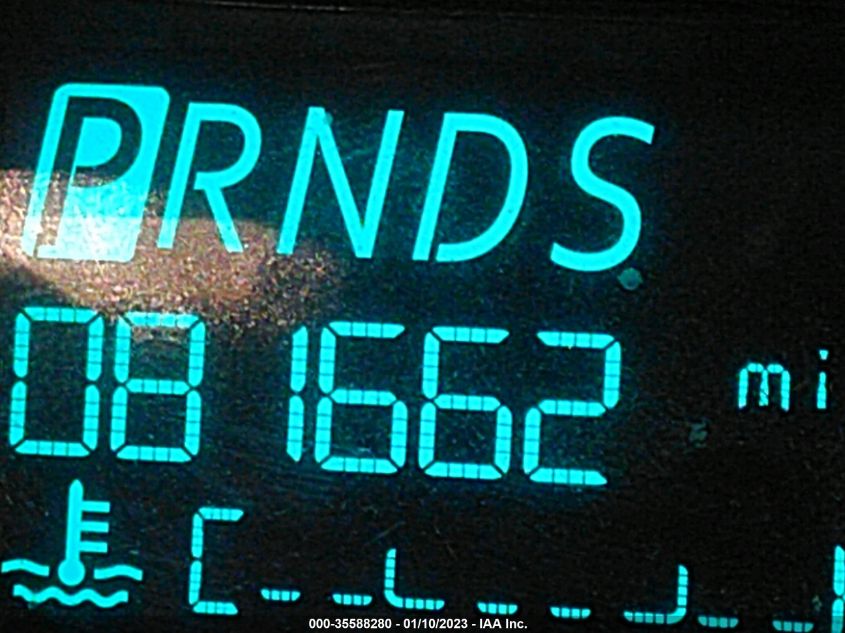 PRNDS
081662 mi
C
000-35588280 - 01/10/2023 - IAA Inc.